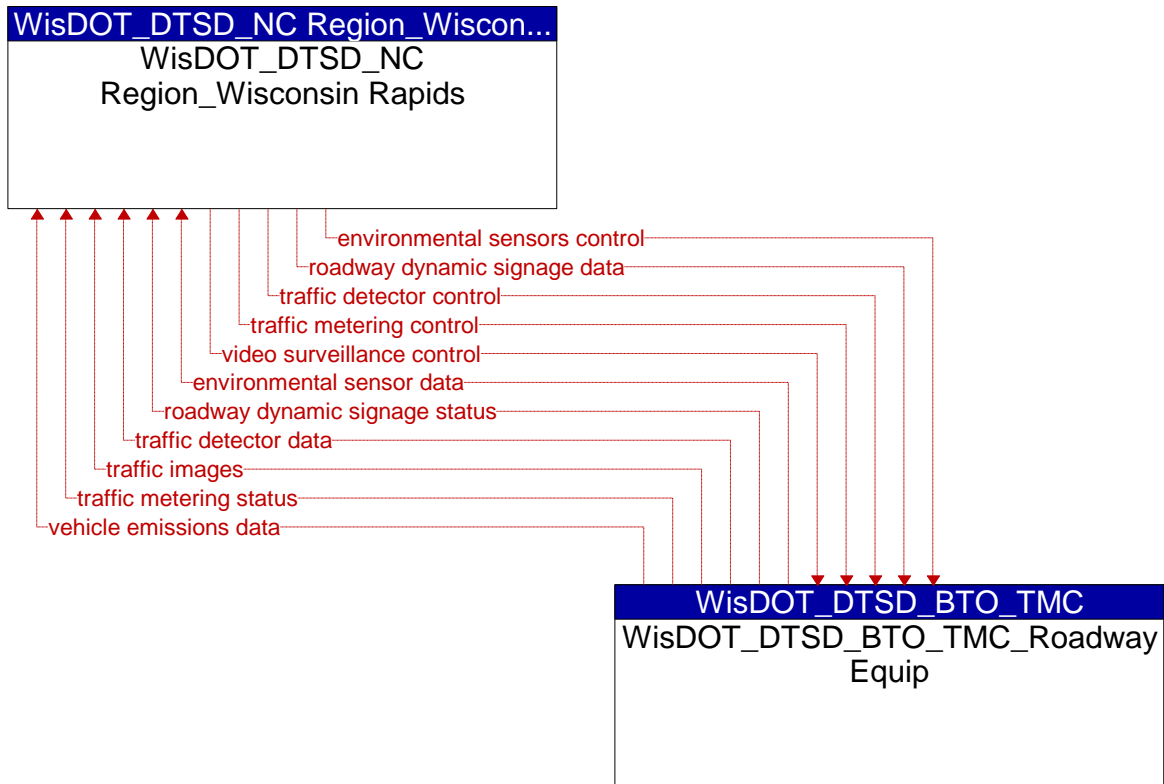 WisDOT_DTSD_NC Region_Wiscon...
WisDOT_DTSD_NC
Region_Wisconsin Rapids
environmental sensors control
roadway dynamic signage data
traffic detector control
traffic metering control
video surveillance control
environmental sensor data
roadway dynamic signage status
traffic detector data
traffic images
traffic metering status
vehicle emissions data
WisDOT_DTSD_BTO_TMC
WisDOT_DTSD_BTO_TMC_Roadway
Equip